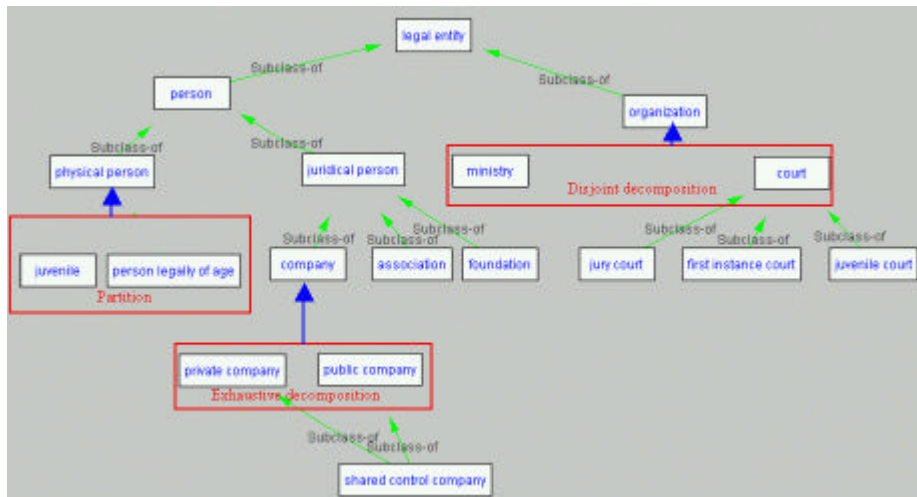 legal entity
Subclass-of
Subclass-of
person
organization
Subclass-of
Subclass-of
physical person
juridical person
ministry
court
Disjoint decomposition
Subclass-of
Subclass-of
Subclass-of
Subclass-of
Subclass-of
juvenile
person legally of age
company
association
foundation
jury court
first instance court
juvenile court
Partition
private company
public company
Exhaustive decomposition
Subclass-of
Subclass-of
shared control company